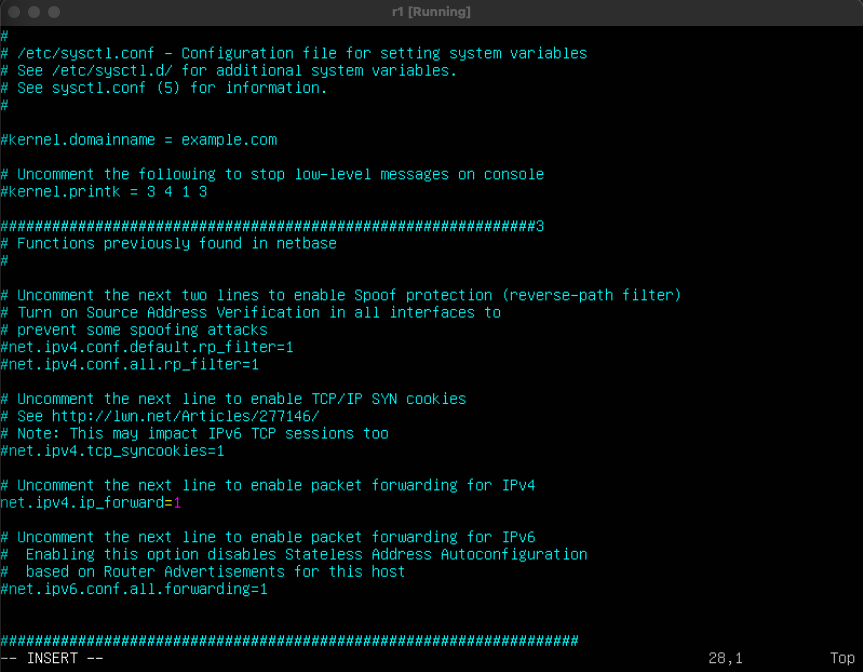 r1 [Running]
#
# /etc/sysctl.conf - Configuration file for setting system variables
# See /etc/sysctl.d/ for additional system variables.
# See sysctl.conf (5) for information.
#
#kernel.domainname = example.com
# Uncomment the following to stop low-level messages on console
#kernel.printk = 3 4 1 3
##############################################################3
# Functions previously found in netbase
#
# Uncomment the next two lines to enable Spoof protection (reverse-path filter)
# Turn on Source Address Verification in all interfaces to
# prevent some spoofing attacks
#net.ipv4.conf.default.rp_filter=1
#net.ipv4.conf.all.rp_filter=1
# Uncomment the next line to enable TCP/IP SYN cookies
# See http://lwn.net/Articles/277146/
# Note: This may impact IPv6 TCP sessions too
#net.ipv4.tcp_syncookies=1
# Uncomment the next line to enable packet forwarding for IPv4
net.ipv4.ip_forward=1
# Uncomment the next line to enable packet forwarding for IPv6
#  Enabling this option disables Stateless Address Autoconfiguration
#  based on Router Advertisements for this host
#net.ipv6.conf.all.forwarding=1
###################################################################
-- INSERT -- 28,1 Top